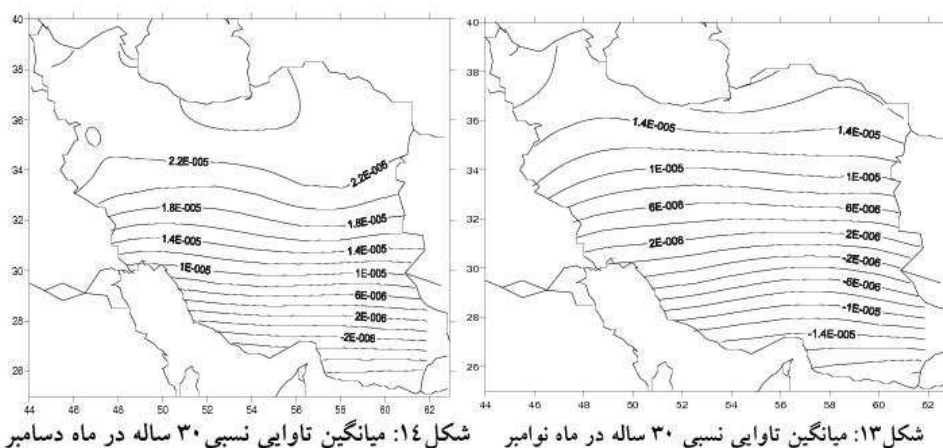 40
38
36
34
32
30
28
26
2.2E-005
2.2E-005
1.8E-005
1.8E-005
1.4E-005
1.4E-005
1E-005
1E-005
6E-006
2E-006
-2E-006
44 46 48 50 52 54 56 58 60 62
شکل١٤: میانگین تاوایی نسبی ٣٠ ساله در ماه دسامبر
40
38
36
34
32
30
28
26
1.4E-005
1.4E-005
1E-005
1E-005
6E-006
6E-006
2E-006
2E-006
-2E-006
-6E-006
-1E-005
-1.4E-005
44 46 48 50 52 54 56 58 60 62
شکل١٣: میانگین تاوایی نسبی ٣٠ ساله در ماه نوامبر